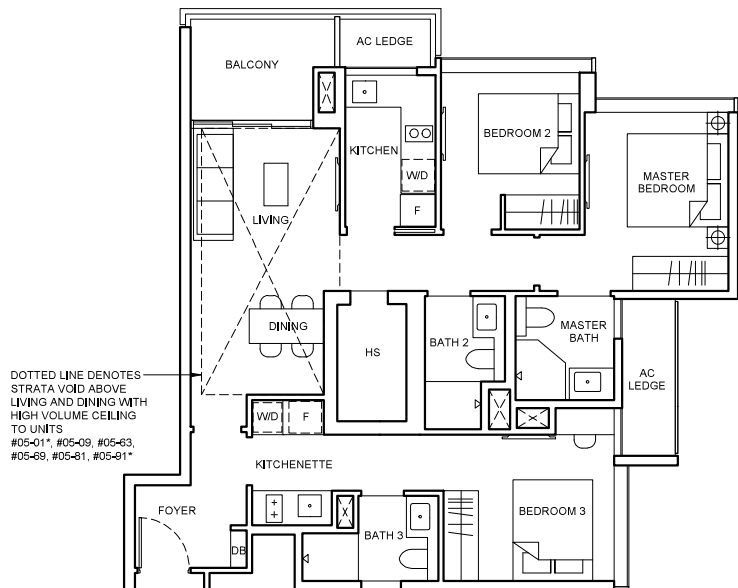 AC LEDGE
BALCONY
BEDROOM 2
KITCHEN
W/D
MASTER
BEDROOM
F
LIVING
DINING
MASTER
BATH
BATH 2
HS
AC
LEDGE
DOTTED LINE DENOTES
STRATA VOID ABOVE
LIVING AND DINING WITH
HIGH VOLUME CEILING
TO UNITS
#05-01*, #05-09, #05-63,
#05-69, #05-81, #05-91*
W/D
F
KITCHENETTE
FOYER
BEDROOM 3
BATH 3
DB